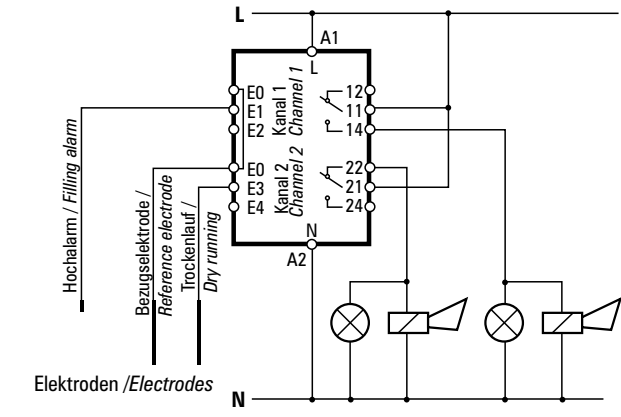 L
A1
L
E0
E1
E2
Kanal 1
Channel 1
12
11
14
E0
E3
E4
Kanal 2
Channel 2
22
21
24
N
A2
Hochalarm / Filling alarm
Bezugselektrode /
Reference electrode
Trockenlauf /
Dry running
Elektroden /Electrodes
N